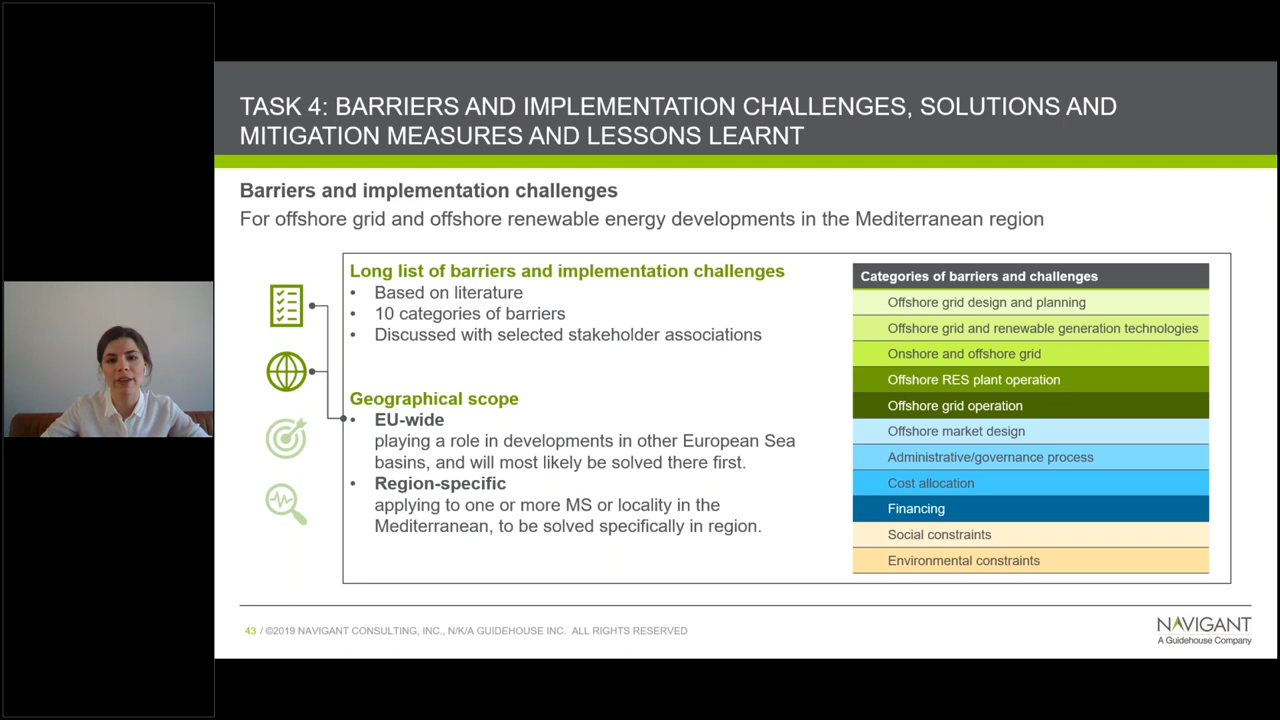 TASK 4: BARRIERS AND IMPLEMENTATION CHALLENGES, SOLUTIONS AND
MITIGATION MEASURES AND LESSONS LEARNT
Barriers and implementation challenges
For offshore grid and offshore renewable energy developments in the Mediterranean region
Long list of barriers and implementation challenges
• Based on literature
• 10 categories of barriers
• Discussed with selected stakeholder associations
Geographical scope
• EU-wide
playing a role in developments in other European Sea
basins, and will most likely be solved there first.
• Region-specific
applying to one or more MS or locality in the
Mediterranean, to be solved specifically in region.
Categories of barriers and challenges
Offshore grid design and planning
Offshore grid and renewable generation technologies
Onshore and offshore grid
Offshore RES plant operation
Offshore grid operation
Offshore market design
Administrative/governance process
Cost allocation
Financing
Social constraints
Environmental constraints
43 / ©2019 NAVIGANT CONSULTING, INC., N/K/A GUIDEHOUSE INC. ALL RIGHTS RESERVED
NAVIGANT
A Guidehouse Company